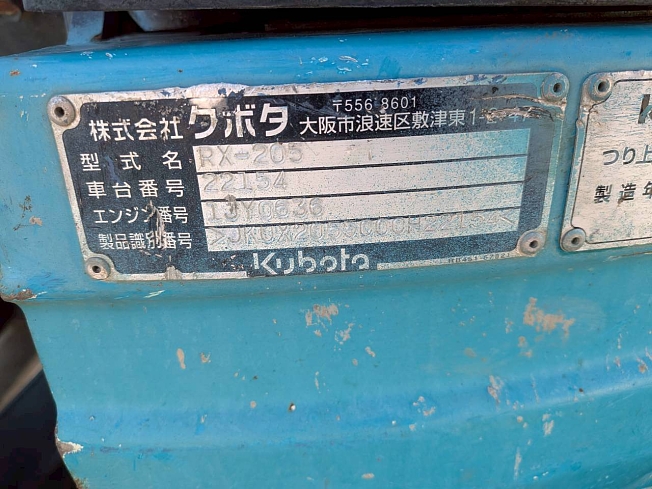 株式会社 クボタ 〒556 8601 大阪市浪速区敷津東1-
型式名 RX-205
車台番号 22154
エンジン番号 1JY0636
製品識別番号
Kubota
つり上
製造年